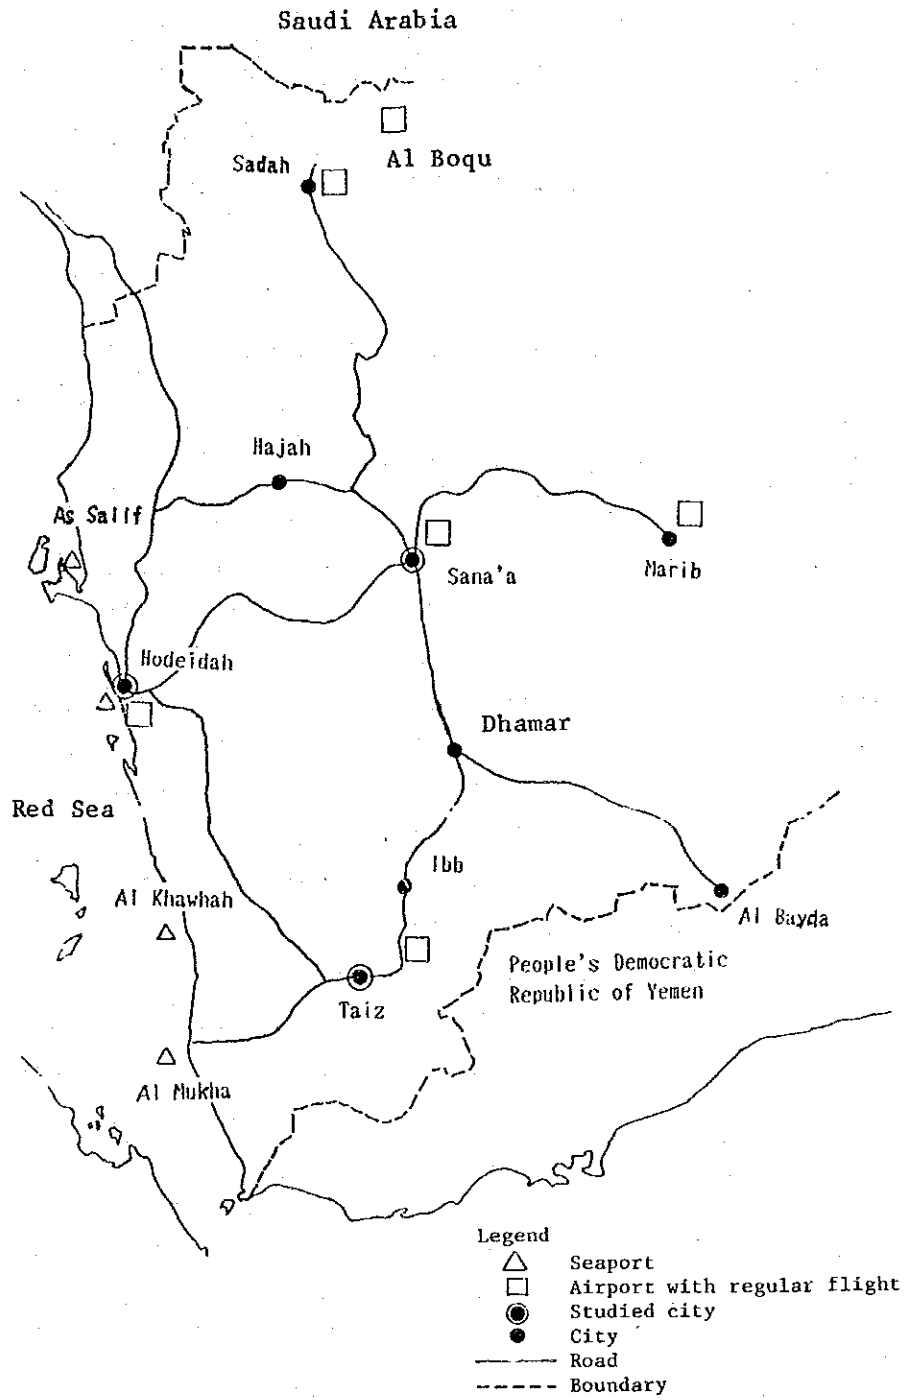 Saudi Arabia
Al Boqu
Sadah
Hajah
As Salif
Sana'a
Marib
Hodeidah
Dhamar
Red Sea
Ibb
Al Khawhah
Al Bayda
People's Democratic
Republic of Yemen
Taiz
Al Mukha
Legend
Seaport
Airport with regular flight
Studied city
City
Road
Boundary